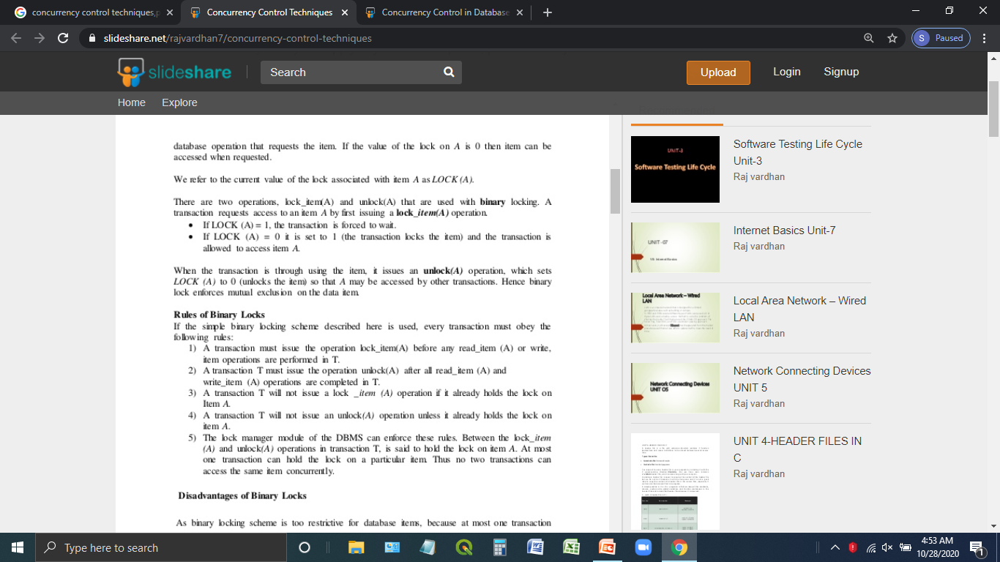 concurrency control techniques,p
Concurrency Control Techniques
Concurrency Control in Database
slideshare.net/rajvardhan7/concurrency-control-techniques
S Paused
slideshare
Search
Upload
Login
Signup
Home
Explore
database operation that requests the item. If the value of the lock on A is 0 then item can be
accessed when requested.
We refer to the current value of the lock associated with item A as LOCK (A).
There are two operations, lock_item(A) and unlock(A) that are used with binary locking. A
transaction requests access to an item A by first issuing a lock_item(A) operation.
• If LOCK (A) = 1, the transaction is forced to wait.
• If LOCK (A) = 0 it is set to 1 (the transaction locks the item) and the transaction is
allowed to access item A.
When the transaction is through using the item, it issues an unlock(A) operation, which sets
LOCK (A) to 0 (unlocks the item) so that A may be accessed by other transactions. Hence binary
lock enforces mutual exclusion on the data item.
Rules of Binary Locks
If the simple binary locking scheme described here is used, every transaction must obey the
following rules:
1) A transaction must issue the operation lock_item(A) before any read_item (A) or write,
item operations are performed in T.
2) A transaction T must issue the operation unlock(A) after all read_item (A) and
write_item (A) operations are completed in T.
3) A transaction T will not issue a lock _item (A) operation if it already holds the lock on
Item A.
4) A transaction T will not issue an unlock(A) operation unless it already holds the lock on
item A.
5) The lock manager module of the DBMS can enforce these rules. Between the lock_item
(A) and unlock(A) operations in transaction T, is said to hold the lock on item A. At most
one transaction can hold the lock on a particular item. Thus no two transactions can
access the same item concurrently.
Disadvantages of Binary Locks
As binary locking scheme is too restrictive for database items, because at most one transaction
UNIT-3
Software Testing Life Cycle
Software Testing Life Cycle
Unit-3
Raj vardhan
UNIT-07
Internet Basics Unit-7
Raj vardhan
Local Area Network – Wired
LAN
Local Area Network – Wired
LAN
Raj vardhan
Network Connecting Devices
UNIT 05
Network Connecting Devices
UNIT 5
Raj vardhan
UNIT 4-HEADER FILES IN
C
Raj vardhan
Type here to search
4:53 AM
10/28/2020
1